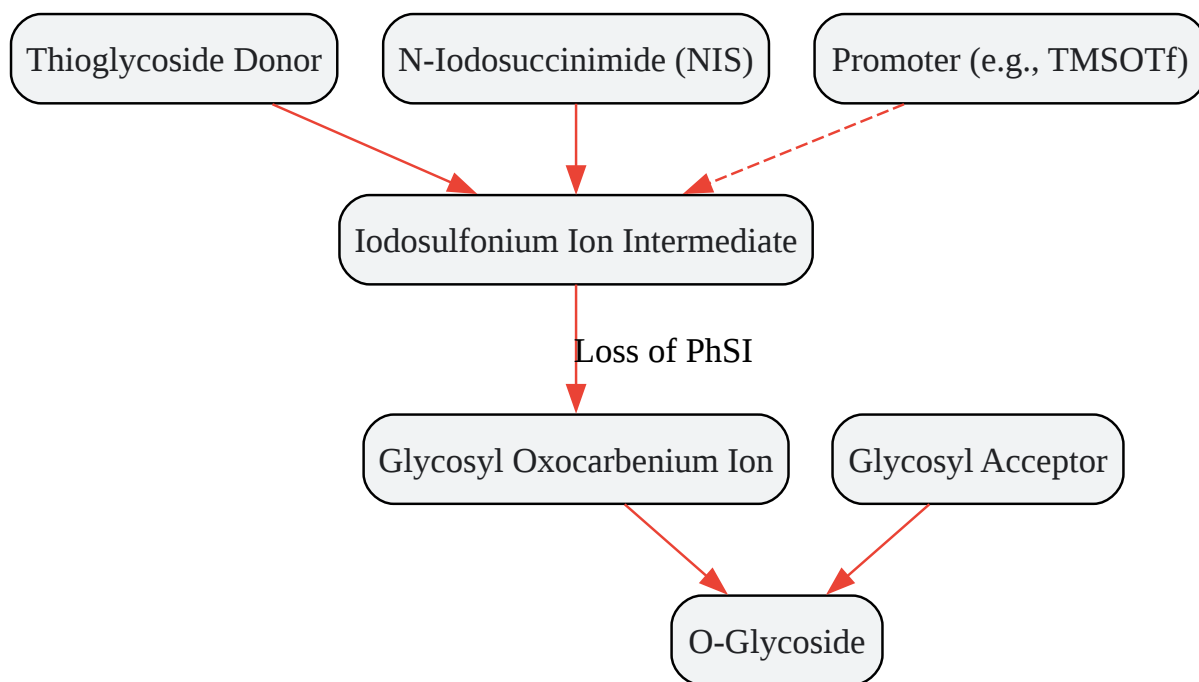 Thioglycoside Donor
N-Iodosuccinimide (NIS)
Promoter (e.g., TMSOTf)
Iodosulfonium Ion Intermediate
Loss of PhSI
Glycosyl Oxocarbenium Ion
Glycosyl Acceptor
O-Glycoside